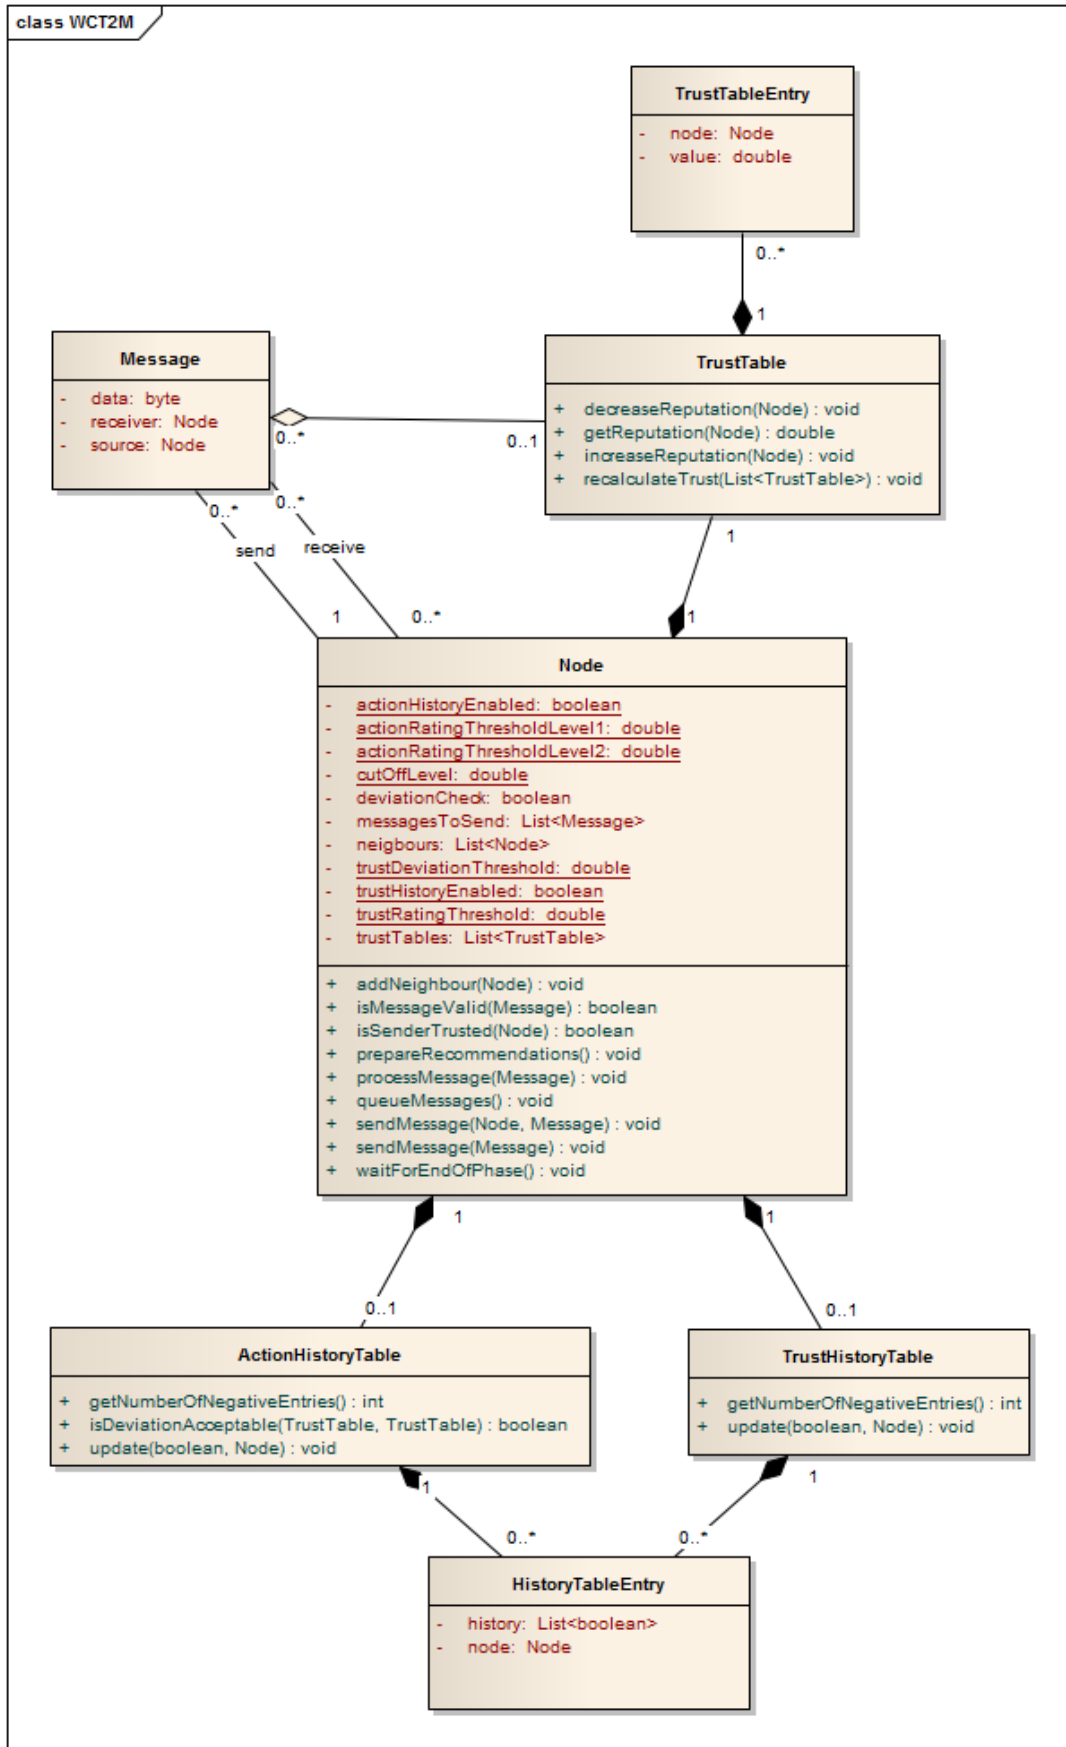 class WCT2M
TrustTableEntry
- node: Node
- value: double
0..*
1
Message
- data: byte
- receiver: Node
- source: Node
TrustTable
+ decreaseReputation(Node) : void
+ getReputation(Node) : double
+ increaseReputation(Node) : void
+ recalculateTrust(List<TrustTable>) : void
0..*
0..1
0..*
0..*
send
receive
1
1
0..*
1
Node
- actionHistoryEnabled: boolean
- actionRatingThresholdLevel1: double
- actionRatingThresholdLevel2: double
- cutOffLevel: double
- deviationCheck: boolean
- messagesToSend: List<Message>
- neigbours: List<Node>
- trustDeviationThreshold: double
- trustHistoryEnabled: boolean
- trustRatingThreshold: double
- trustTables: List<TrustTable>
+ addNeighbour(Node) : void
+ isMessageValid(Message) : boolean
+ isSenderTrusted(Node) : boolean
+ prepareRecommendations() : void
+ processMessage(Message) : void
+ queueMessages() : void
+ sendMessage(Node, Message) : void
+ sendMessage(Message) : void
+ waitForEndOfPhase() : void
1
1
0..1
0..1
ActionHistoryTable
+ getNumberOfNegativeEntries() : int
+ isDeviationAcceptable(TrustTable, TrustTable) : boolean
+ update(boolean, Node) : void
TrustHistoryTable
+ getNumberOfNegativeEntries() : int
+ update(boolean, Node) : void
1
1
0..*
0..*
HistoryTableEntry
- history: List<boolean>
- node: Node